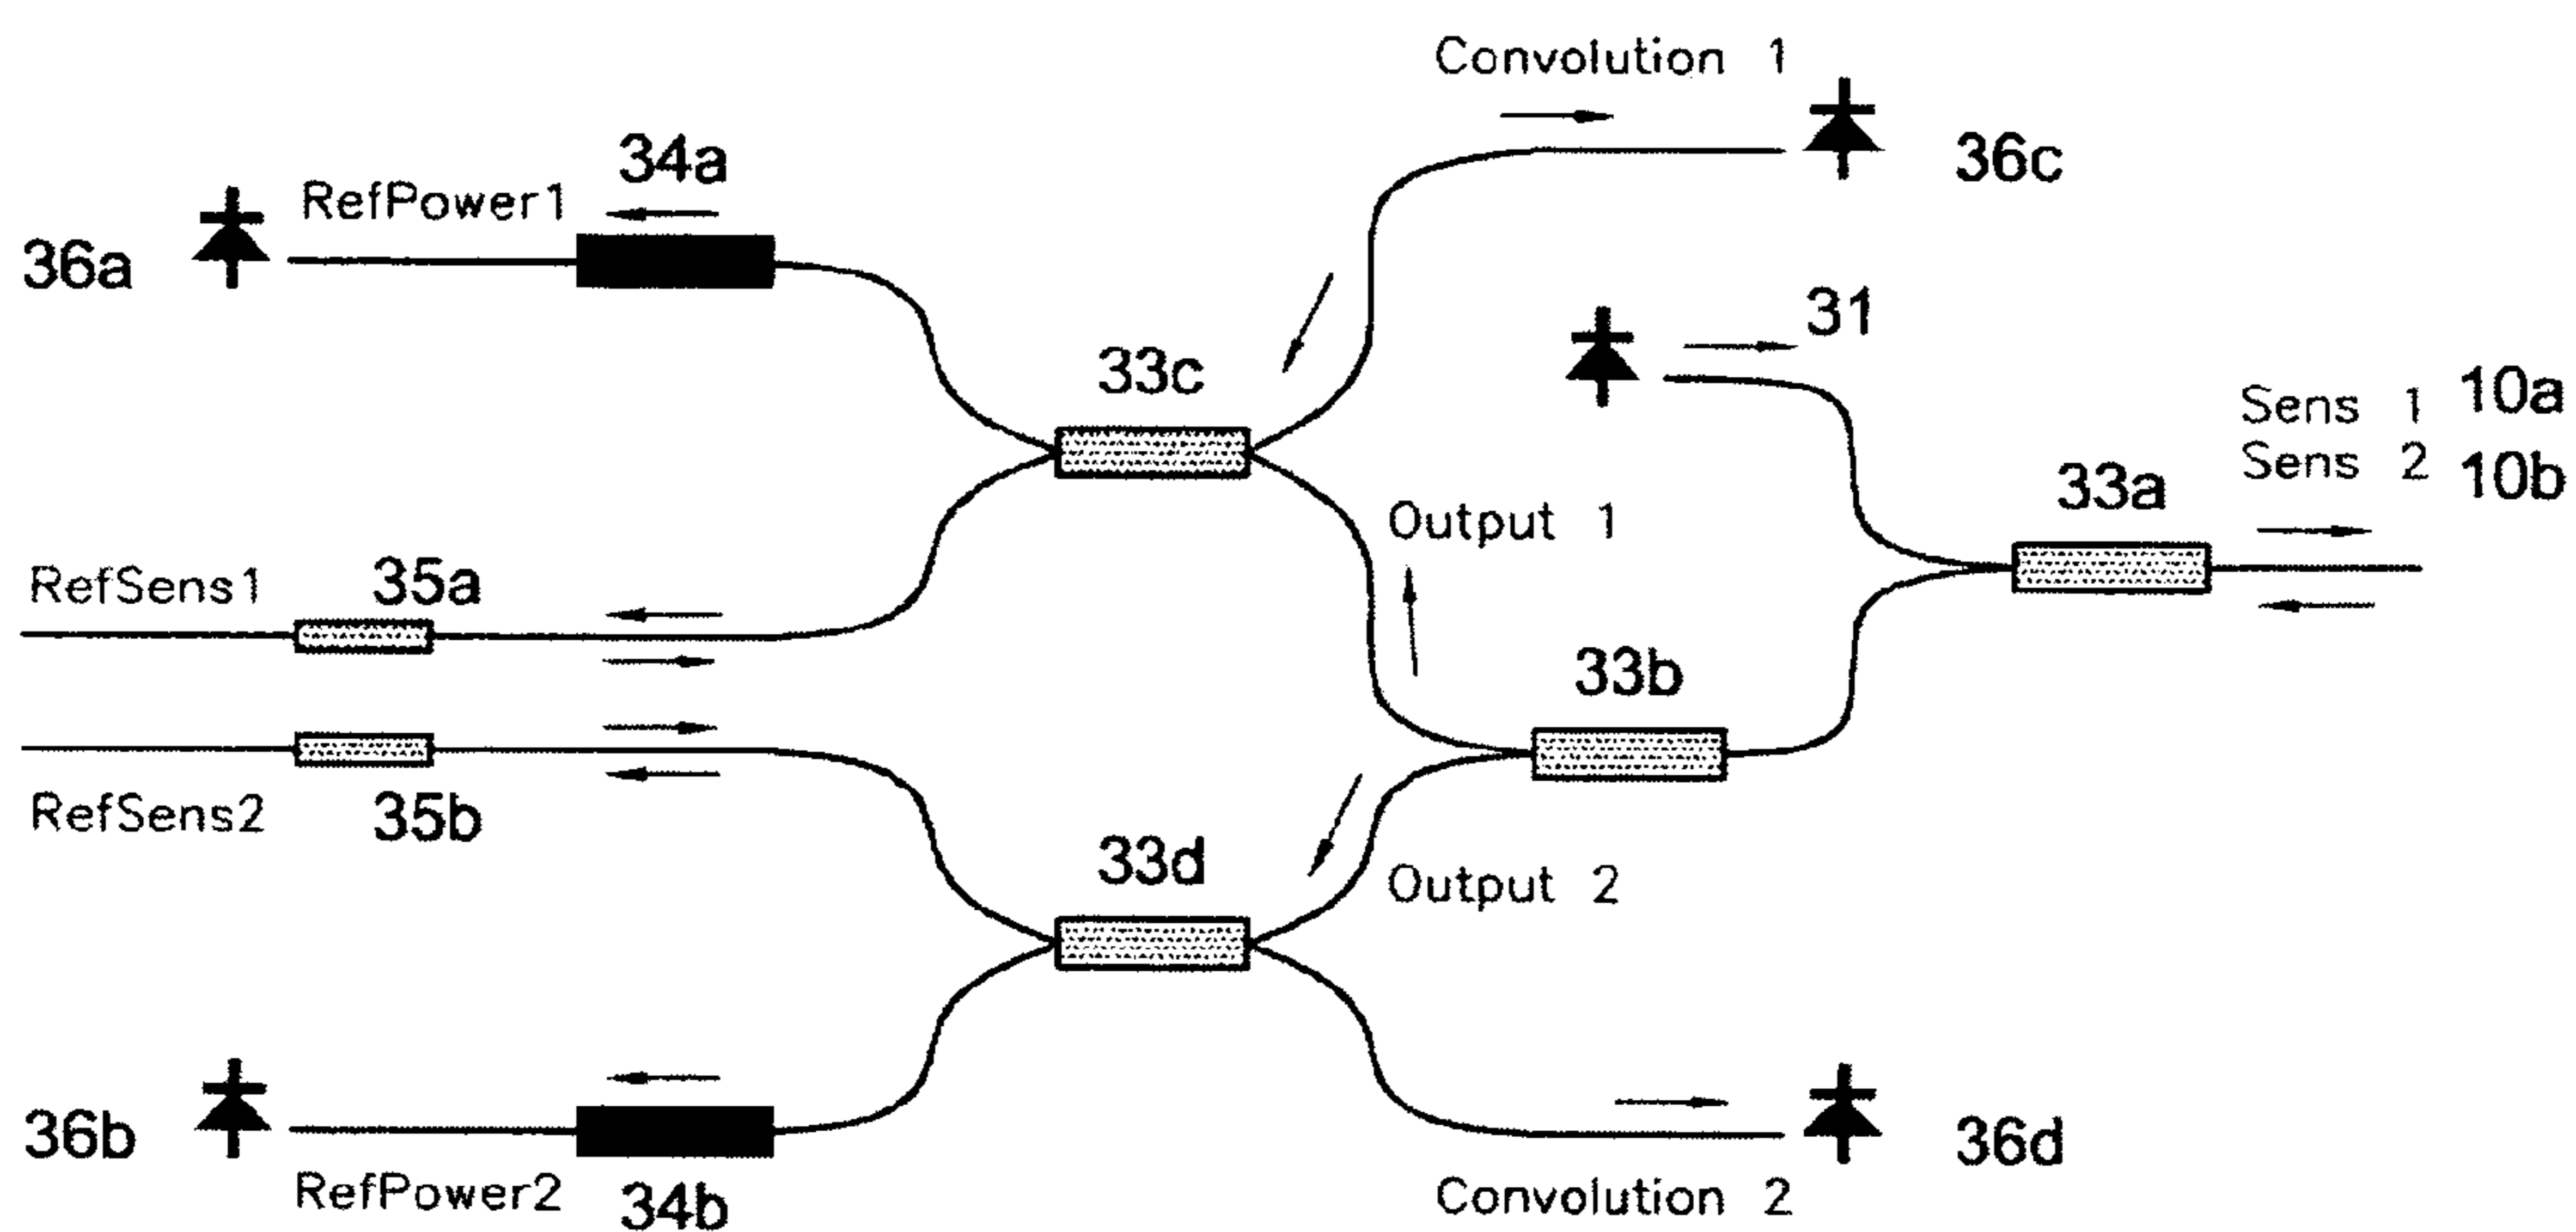 Convolution 1
36c
34a
RefPower1
36a
31
33c
Sens 1 10a
Sens 2 10b
33a
Output 1
RefSens1
35a
33b
RefSens2
35b
33d
Output 2
36b
RefPower2
34b
36d
Convolution 2